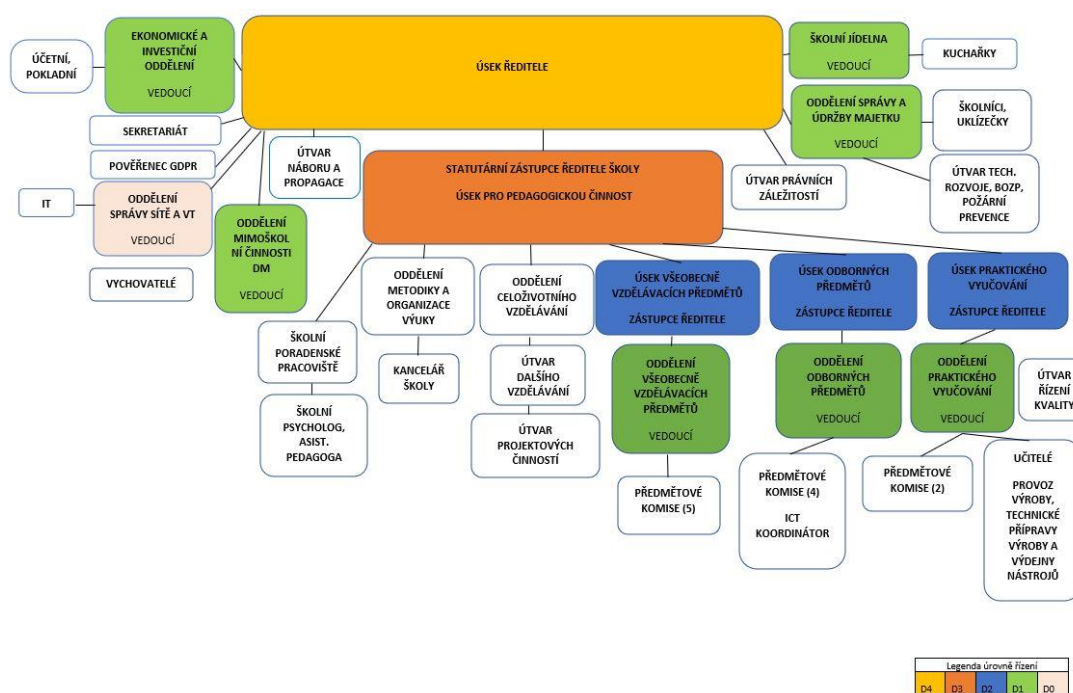 ÚČETNÍ,
POKLADNÍ
EKONOMICKÉ A
INVESTIČNÍ
ODDĚLENÍ
VEDOUCÍ
ÚSEK ŘEDITELE
ŠKOLNÍ JÍDELNA
VEDOUCÍ
KUCHAŘKY
SEKRETARIÁT
POVĚŘENEC GDPR
IT
ODDĚLENÍ
SPRÁVY SÍTĚ A VT
VEDOUCÍ
VYCHOVATELÉ
ODDĚLENÍ
MIMOŠKOL
NÍ ČINNOSTI
DM
VEDOUCÍ
ÚTVAR
NÁBORU A
PROPAGACE
STATUTÁRNÍ ZÁSTUPCE ŘEDITELE ŠKOLY
ÚSEK PRO PEDAGOGICKOU ČINNOST
ÚTVAR PRÁVNÍCH
ZÁLEŽITOSTÍ
ODDĚLENÍ SPRÁVY A
ÚDRŽBY MAJETKU
VEDOUCÍ
ŠKOLNÍCI,
UKLÍZEČKY
ÚTVAR TECH.
ROZVOJE, BOZP,
POŽÁRNÍ
PREVENCE
ŠKOLNÍ
PORADENSKÉ
PRACOVIŠTĚ
ŠKOLNÍ
PSYCHOLOG,
ASIST.
PEDAGOGA
ODDĚLENÍ
METODIKY A
ORGANIZACE
VÝUKY
KANCELÁŘ
ŠKOLY
ODDĚLENÍ
CELOŽIVOTNÍHO
VZDĚLÁVÁNÍ
ÚTVAR
DALŠÍHO
VZDĚLÁVÁNÍ
ÚTVAR
PROJEKTOVÝCH
ČINNOSTÍ
ÚSEK VŠEOBECNĚ
VZDĚLÁVACÍCH PŘEDMĚTŮ
ZÁSTUPCE ŘEDITELE
ODDĚLENÍ
VŠEOBECNĚ
VZDĚLÁVACÍCH
PŘEDMĚTŮ
VEDOUCÍ
PŘEDMĚTOVÉ
KOMISE (5)
ÚSEK ODBORNÝCH
PŘEDMĚTŮ
ZÁSTUPCE ŘEDITELE
ODDĚLENÍ
ODBORNÝCH
PŘEDMĚTŮ
VEDOUCÍ
PŘEDMĚTOVÉ
KOMISE (4)
ICT
KOORDINÁTOR
ÚSEK PRAKTICKÉHO
VYUČOVÁNÍ
ZÁSTUPCE ŘEDITELE
ODDĚLENÍ
PRAKTICKÉHO
VYUČOVÁNÍ
VEDOUCÍ
ÚTVAR
ŘÍZENÍ
KVALITY
PŘEDMĚTOVÉ
KOMISE (2)
UČITELÉ
PROVOZ
VÝROBY,
TECHNICKÉ
PŘÍPRAVY
VÝROBY A
VÝDEJNY
NÁSTROJŮ
Legenda úrovně řízení
D4 D3 D2 D1 D0